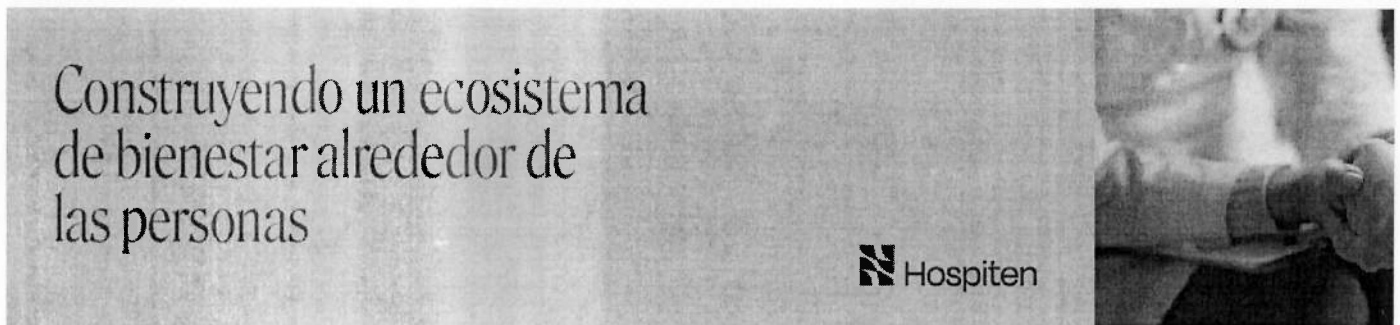 Construyendo un ecosistema
de bienestar alrededor de
las personas
Hospiten